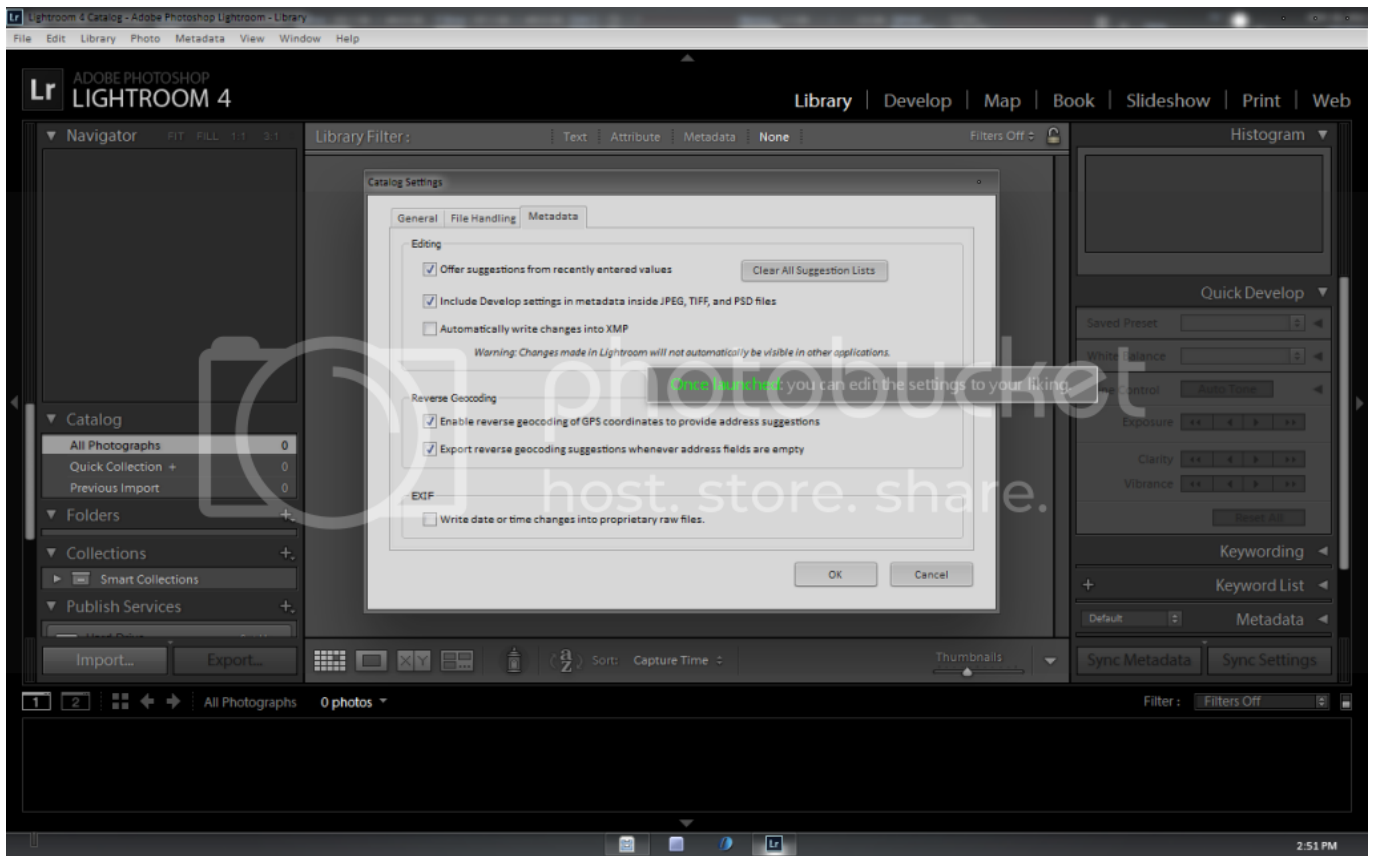 Lr Lightroom 4 Catalog - Adobe Photoshop Lightroom - Library
File Edit Library Photo Metadata View Window Help
Lr ADOBE PHOTOSHOP
LIGHTROOM 4
Library | Develop | Map | Book | Slideshow | Print | Web
Navigator FIT FILL 1:1 3:1
Library Filter: Text Attribute Metadata None Filters Off
Histogram
Catalog Settings
General File Handling Metadata
Editing
Offer suggestions from recently entered values Clear All Suggestion Lists
Include Develop settings in metadata inside JPEG, TIFF, and PSD files
Automatically write changes into XMP
Warning: Changes made in Lightroom will not automatically be visible in other applications.
Once launched: you can edit the settings to your liking.
Reverse Geocoding
Enable reverse geocoding of GPS coordinates to provide address suggestions
Export reverse geocoding suggestions whenever address fields are empty
EXIF
Write date or time changes into proprietary raw files.
OK Cancel
photobucket
host. store. share.
Quick Develop
Saved Preset
White Balance
Control Auto Tone
Exposure
Clarity
Vibrance
Reset All
Keywording
+ Keyword List
Default Metadata
Sync Metadata Sync Settings
Catalog
All Photographs 0
Quick Collection + 0
Previous Import 0
Folders +
Collections +
Smart Collections
Publish Services +
Import... Export...
X Y
a z Sort: Capture Time
Thumbnails
1 2 All Photographs 0 photos
Filter: Filters Off
Lr
2:51 PM